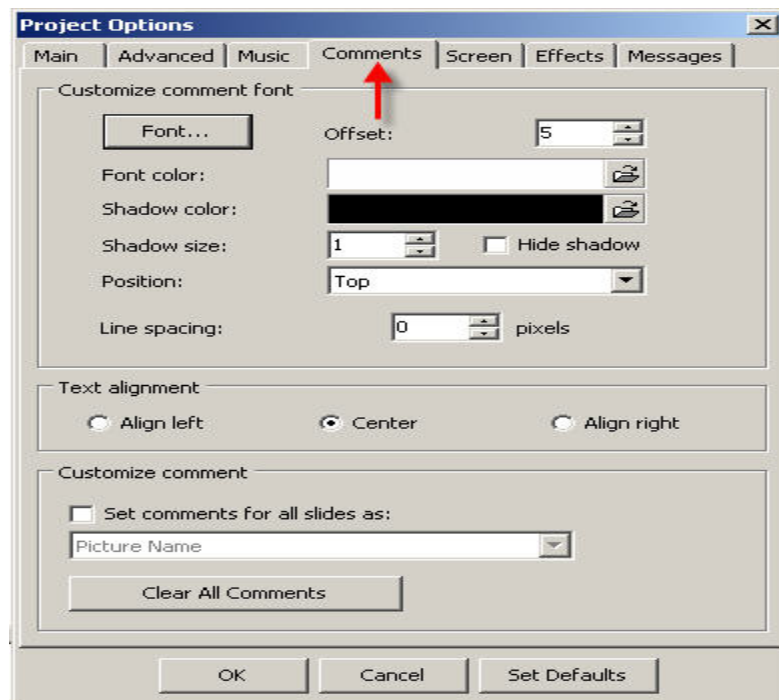 Project Options
Main Advanced Music Comments Screen Effects Messages
Customize comment font
Font... Offset: 5
Font color:
Shadow color:
Shadow size: 1 Hide shadow
Position: Top
Line spacing: 0 pixels
Text alignment
Align left Center Align right
Customize comment
Set comments for all slides as:
Picture Name
Clear All Comments
OK Cancel Set Defaults